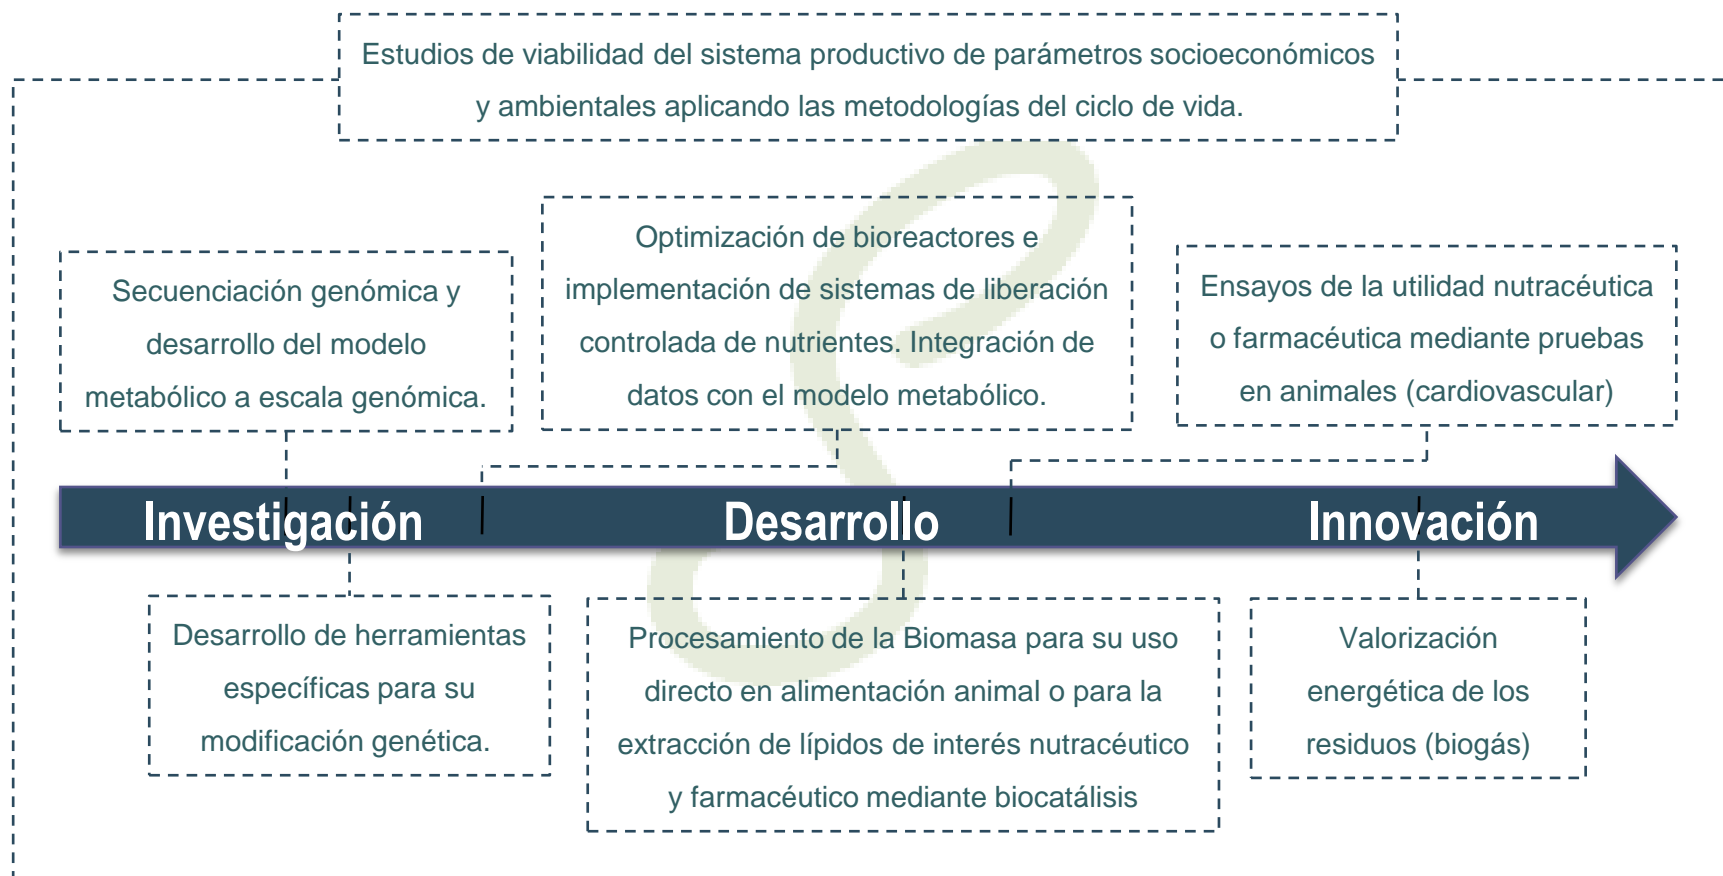 Estudios de viabilidad del sistema productivo de parámetros socioeconómicos
y ambientales aplicando las metodologías del ciclo de vida.
Secuenciación genómica y
desarrollo del modelo
metabólico a escala genómica.
Optimización de bioreactores e
implementación de sistemas de liberación
controlada de nutrientes. Integración de
datos con el modelo metabólico.
Ensayos de la utilidad nutracéutica
o farmacéutica mediante pruebas
en animales (cardiovascular)
Investigación
Desarrollo
Innovación
Desarrollo de herramientas
específicas para su
modificación genética.
Procesamiento de la Biomasa para su uso
directo en alimentación animal o para la
extracción de lípidos de interés nutracéutico
y farmacéutico mediante biocatálisis
Valorización
energética de los
residuos (biogás)